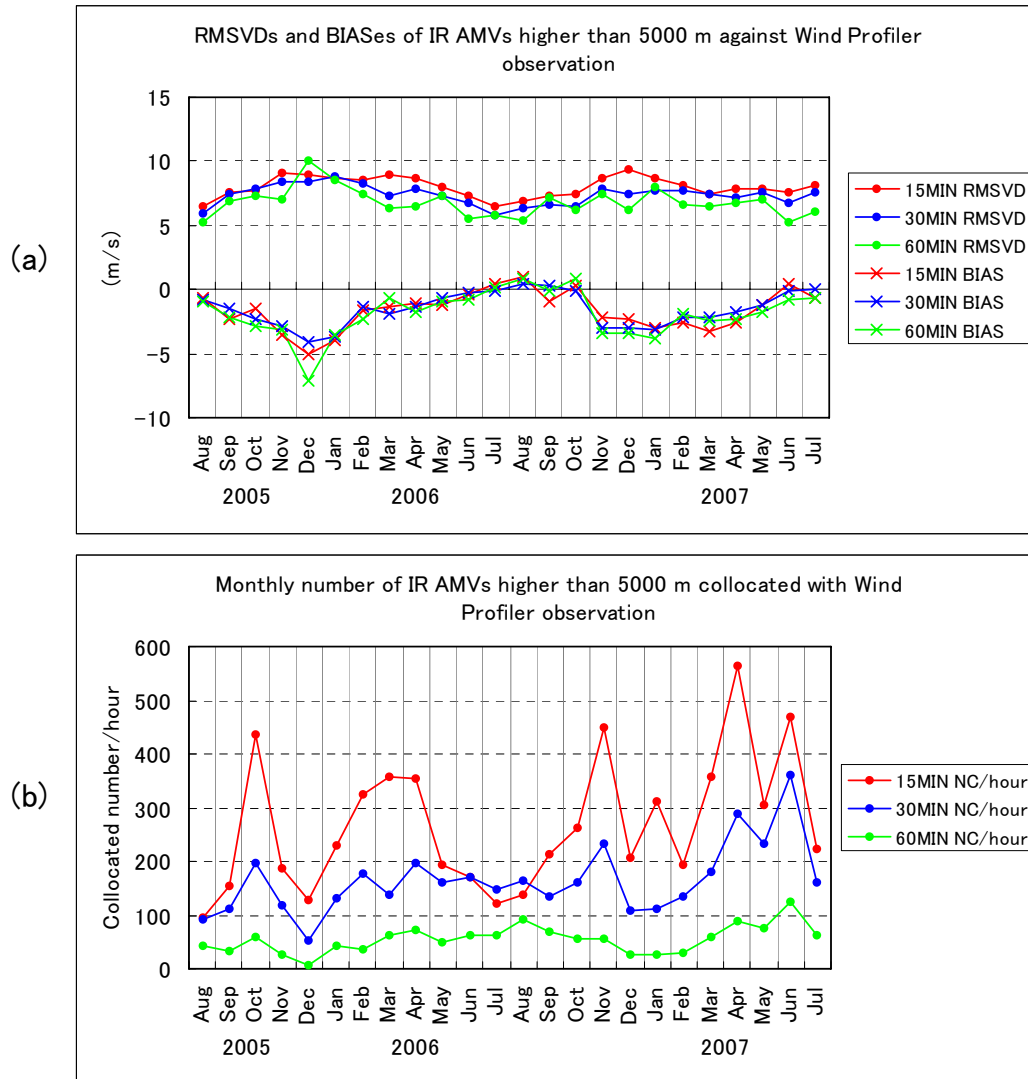 (a)
RMSVDs and BIASes of IR AMVs higher than 5000 m against Wind Profiler
observation
15
10
5
0
-5
-10
(m/s)
Aug Sep Oct Nov Dec Jan Feb Mar Apr May Jun Jul Aug Sep Oct Nov Dec Jan Feb Mar Apr May Jun Jul
2005 2006 2007
15MIN RMSVD
30MIN RMSVD
60MIN RMSVD
15MIN BIAS
30MIN BIAS
60MIN BIAS
(b)
Monthly number of IR AMVs higher than 5000 m collocated with Wind
Profiler observation
600
500
400
300
200
100
0
Collocated number/hour
Aug Sep Oct Nov Dec Jan Feb Mar Apr May Jun Jul Aug Sep Oct Nov Dec Jan Feb Mar Apr May Jun Jul
2005 2006 2007
15MIN NC/hour
30MIN NC/hour
60MIN NC/hour